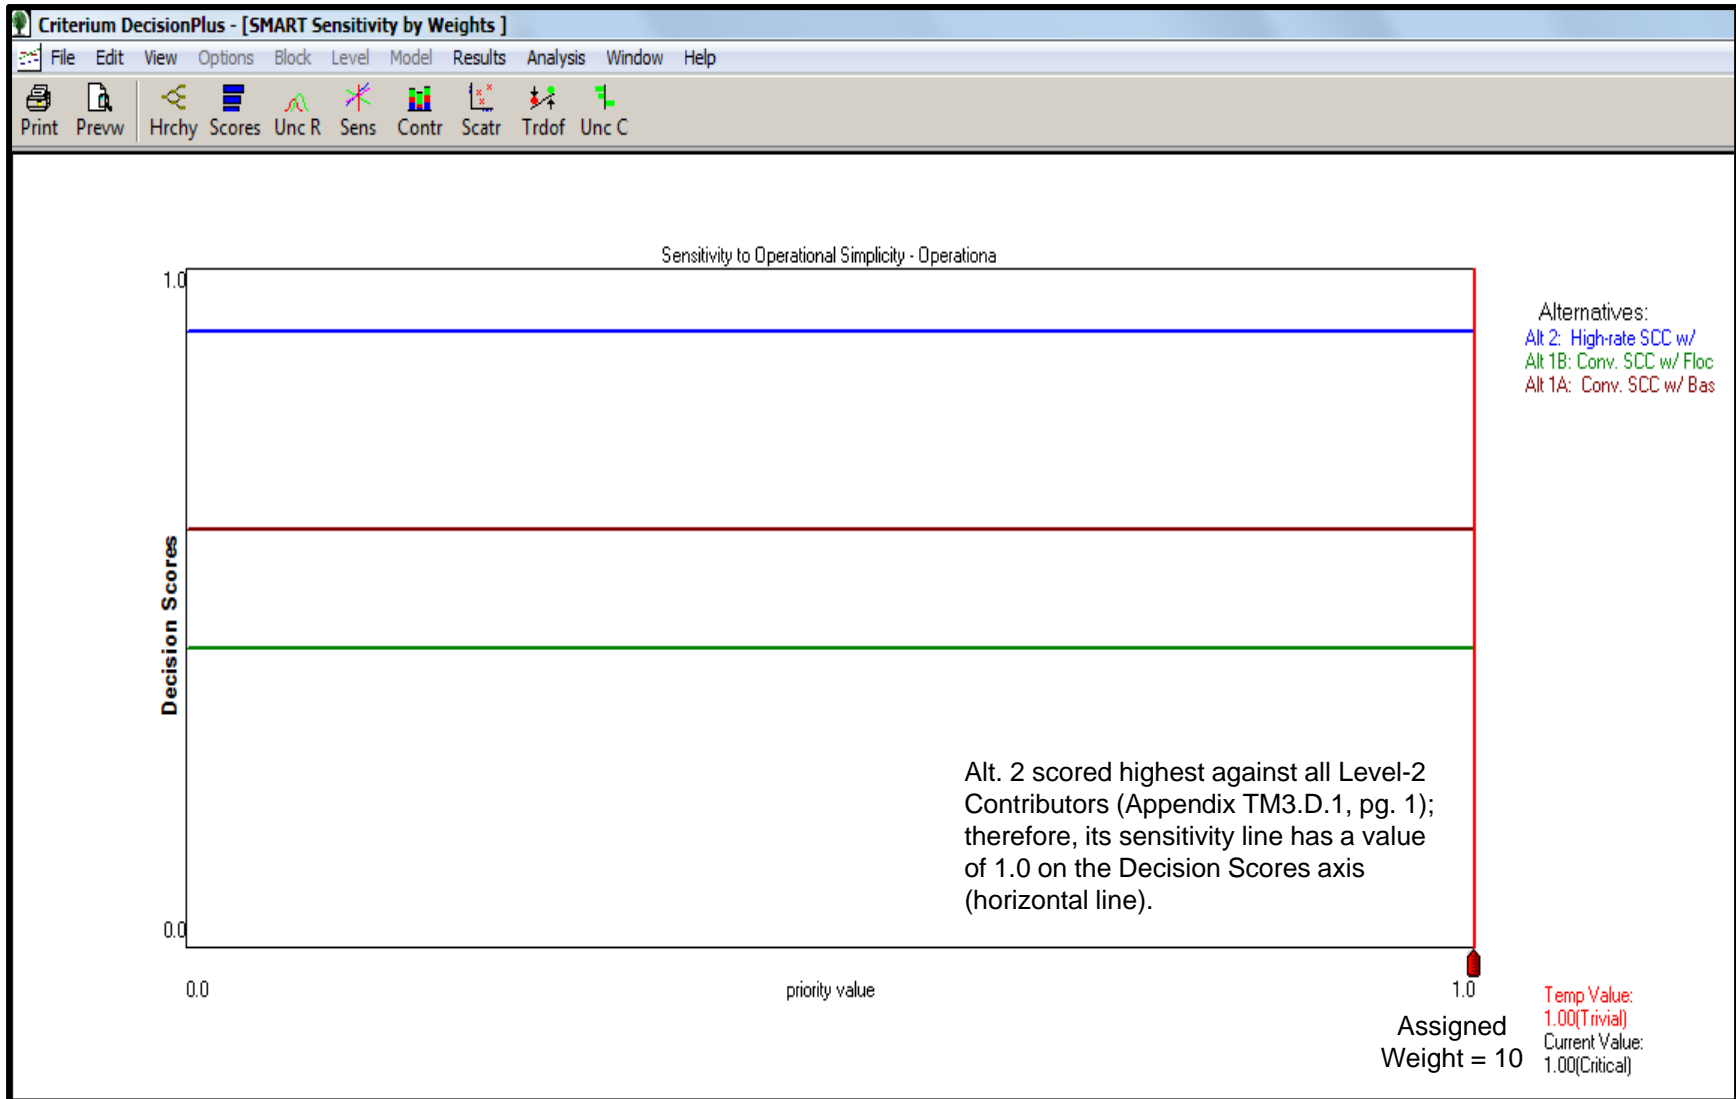 Criterium DecisionPlus - [SMART Sensitivity by Weights ]
File Edit View Options Block Level Model Results Analysis Window Help
Print Prevw Hrchy Scores Unc R Sens Contr Scatr Trdof Unc C
Sensitivity to Operational Simplicity - Operationa
1.0
Alternatives:
Alt 2: High-rate SCC w/
Alt 1B: Conv. SCC w/ Floc
Alt 1A: Conv. SCC w/ Bas
Decision Scores
Alt. 2 scored highest against all Level-2
Contributors (Appendix TM3.D.1, pg. 1);
therefore, its sensitivity line has a value
of 1.0 on the Decision Scores axis
(horizontal line).
0.0
0.0 priority value 1.0
Assigned
Weight = 10
Temp Value:
1.00(Trivial)
Current Value:
1.00(Critical)